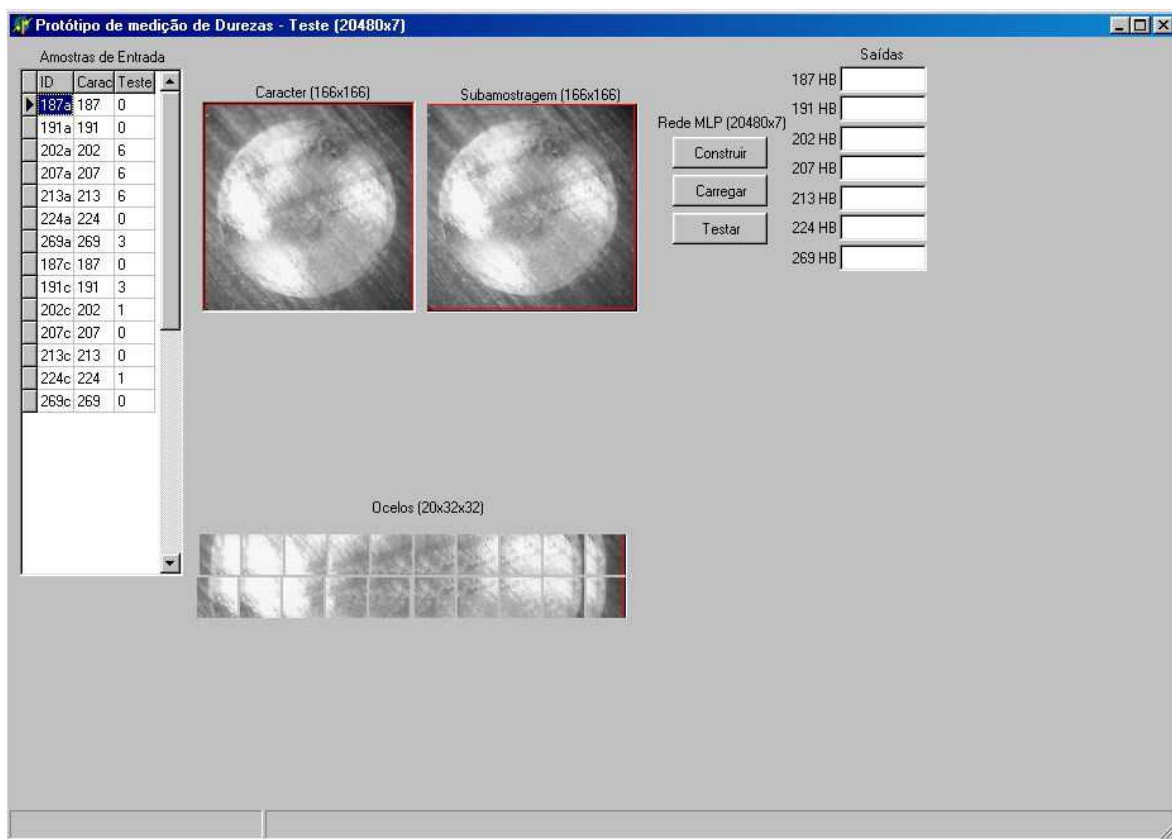 Protótipo de medição de Durezas - Teste (20480x7)
Amostras de Entrada
ID Carac Teste
187a 187 0
191a 191 0
202a 202 6
207a 207 6
213a 213 6
224a 224 0
269a 269 3
187c 187 0
191c 191 3
202c 202 1
207c 207 0
213c 213 0
224c 224 1
269c 269 0
Caracter (166x166)
Subamostragem (166x166)
Rede MLP (20480x7)
Construir
Carregar
Testar
Saídas
187 HB
191 HB
202 HB
207 HB
213 HB
224 HB
269 HB
Ocelos (20x32x32)